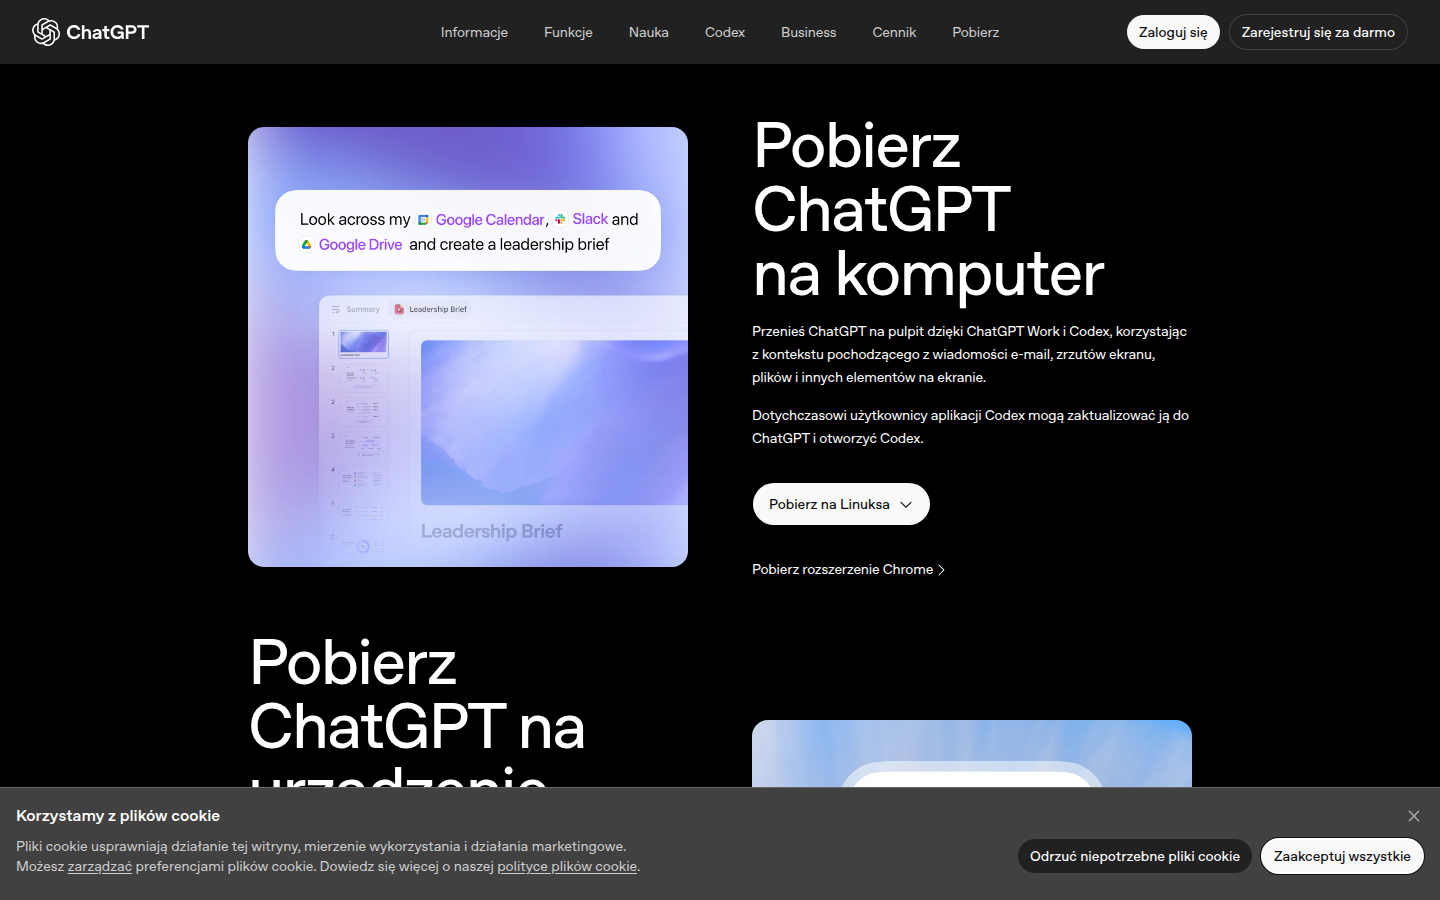 ChatGPT
Informacje
Funkcje
Nauka
Codex
Business
Cennik
Pobierz
Zaloguj się
Zarejestruj się za darmo
Look across my Google Calendar, Slack and
Google Drive and create a leadership brief
Summary
Leadership Brief
Leadership Brief
Pobierz
ChatGPT
na komputer
Przenieś ChatGPT na pulpit dzięki ChatGPT Work i Codex, korzystając
z kontekstu pochodzącego z wiadomości e-mail, zrzutów ekranu,
plików i innych elementów na ekranie.
Dotychczasowi użytkownicy aplikacji Codex mogą zaktualizować ją do
ChatGPT i otworzyć Codex.
Pobierz na Linuksa
Pobierz rozszerzenie Chrome
Pobierz
ChatGPT na
urządzenie
Korzystamy z plików cookie
Pliki cookie usprawniają działanie tej witryny, mierzenie wykorzystania i działania marketingowe.
Możesz zarządzać preferencjami plików cookie. Dowiedz się więcej o naszej polityce plików cookie.
Odrzuć niepotrzebne pliki cookie
Zaakceptuj wszystkie